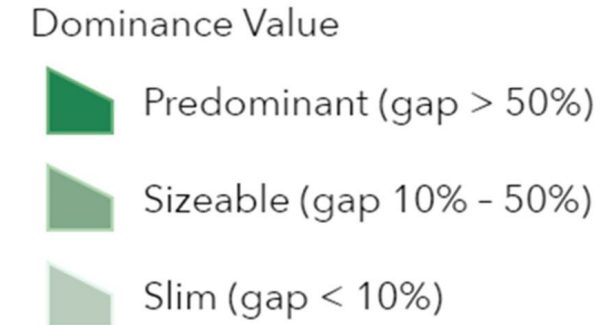 Dominance Value
Predominant (gap > 50%)
Sizeable (gap 10% – 50%)
Slim (gap < 10%)